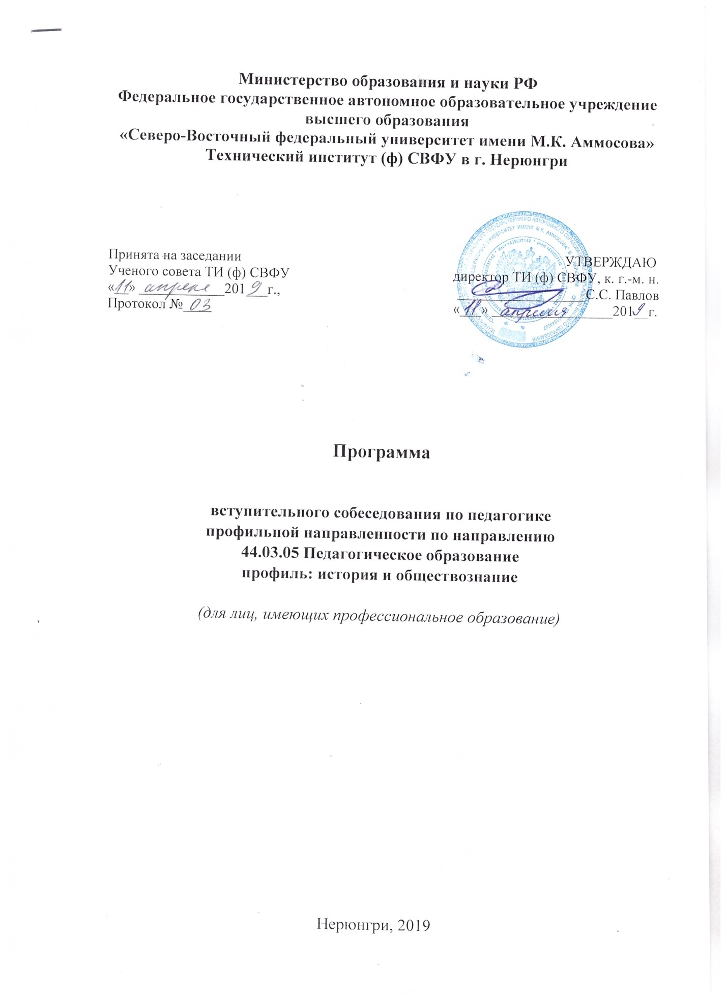 Министерство образования и науки РФ
Федеральное государственное автономное образовательное учреждение
высшего образования
«Северо-Восточный федеральный университет имени М.К. Аммосова»
Технический институт (ф) СВФУ в г. Нерюнгри
Принята на заседании
Ученого совета ТИ (ф) СВФУ
«11» апреля 2019 г.,
Протокол № 03
УТВЕРЖДАЮ
директор ТИ (ф) СВФУ, к. г.-м. н.
С.С. Павлов
«11» апреля 2019 г.
Программа
вступительного собеседования по педагогике
профильной направленности по направлению
44.03.05 Педагогическое образование
профиль: история и обществознание
(для лиц, имеющих профессиональное образование)
Нерюнгри, 2019